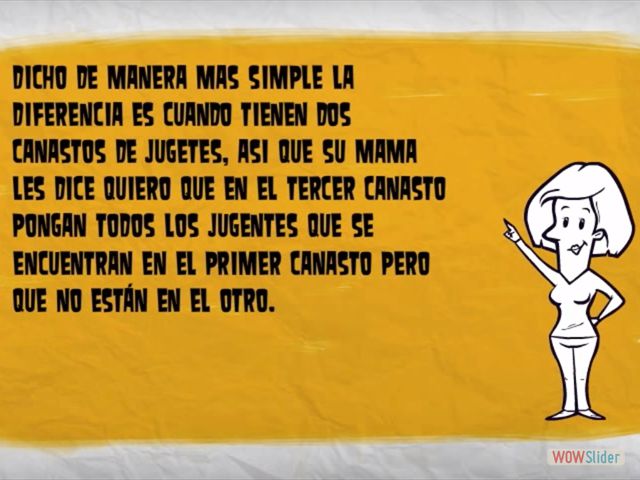 DICHO DE MANERA MAS SIMPLE LA
DIFERENCIA ES CUANDO TIENEN DOS
CANASTOS DE JUGETES, ASI QUE SU MAMA
LES DICE QUIERO QUE EN EL TERCER CANASTO
PONGAN TODOS LOS JUGENTES QUE SE
ENCUENTRAN EN EL PRIMER CANASTO PERO
QUE NO ESTÁN EN EL OTRO.
WOWSlider